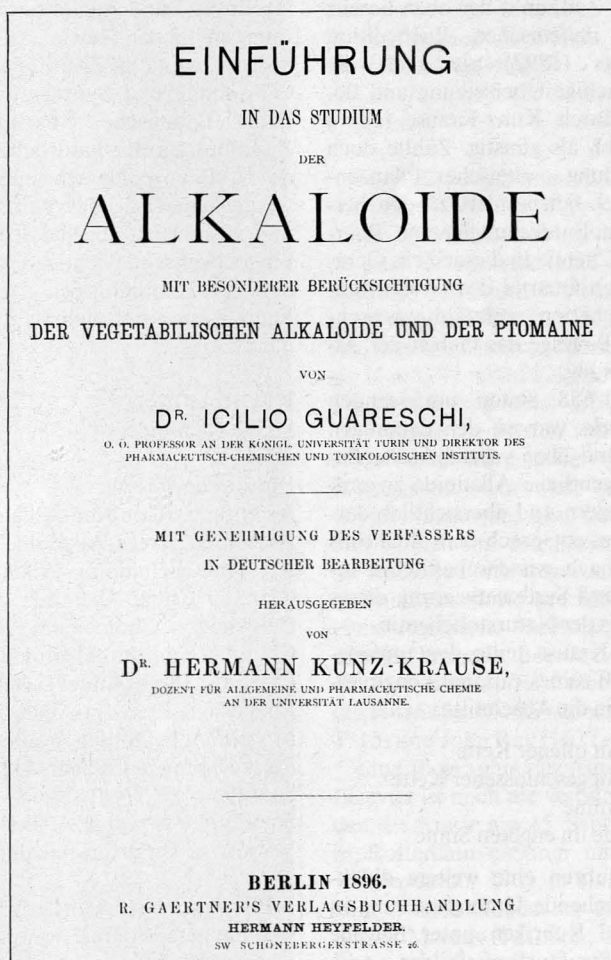 EINFÜHRUNG
IN DAS STUDIUM
DER
ALKALOIDE
MIT BESONDERER BERÜCKSICHTIGUNG
DER VEGETABILISCHEN ALKALOIDE UND DER PTOMAINE
VON
DR. ICILIO GUARESCHI,
O. Ö. PROFESSOR AN DER KÖNIGL. UNIVERSITÄT TURIN UND DIREKTOR DES
PHARMACEUTISCH-CHEMISCHEN UND TOXIKOLOGISCHEN INSTITUTS.
MIT GENEHMIGUNG DES VERFASSERS
IN DEUTSCHER BEARBEITUNG
HERAUSGEGEBEN
VON
DR. HERMANN KUNZ-KRAUSE,
DOZENT FÜR ALLGEMEINE UND PHARMACEUTISCHE CHEMIE
AN DER UNIVERSITÄT LAUSANNE
BERLIN 1896.
R. GAERTNER'S VERLAGSBUCHHANDLUNG
HERMANN HEYFELDER.
SW SCHÖNEBERGERSTRASSE 26.